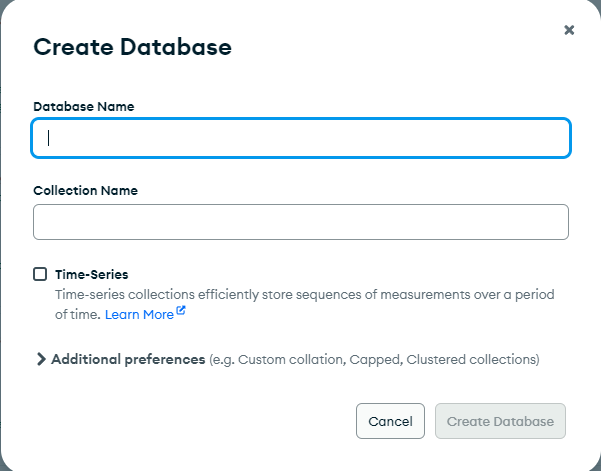 Create Database
Database Name
Collection Name
Time-Series
Time-series collections efficiently store sequences of measurements over a period
of time. Learn More
Additional preferences (e.g. Custom collation, Capped, Clustered collections)
Cancel
Create Database